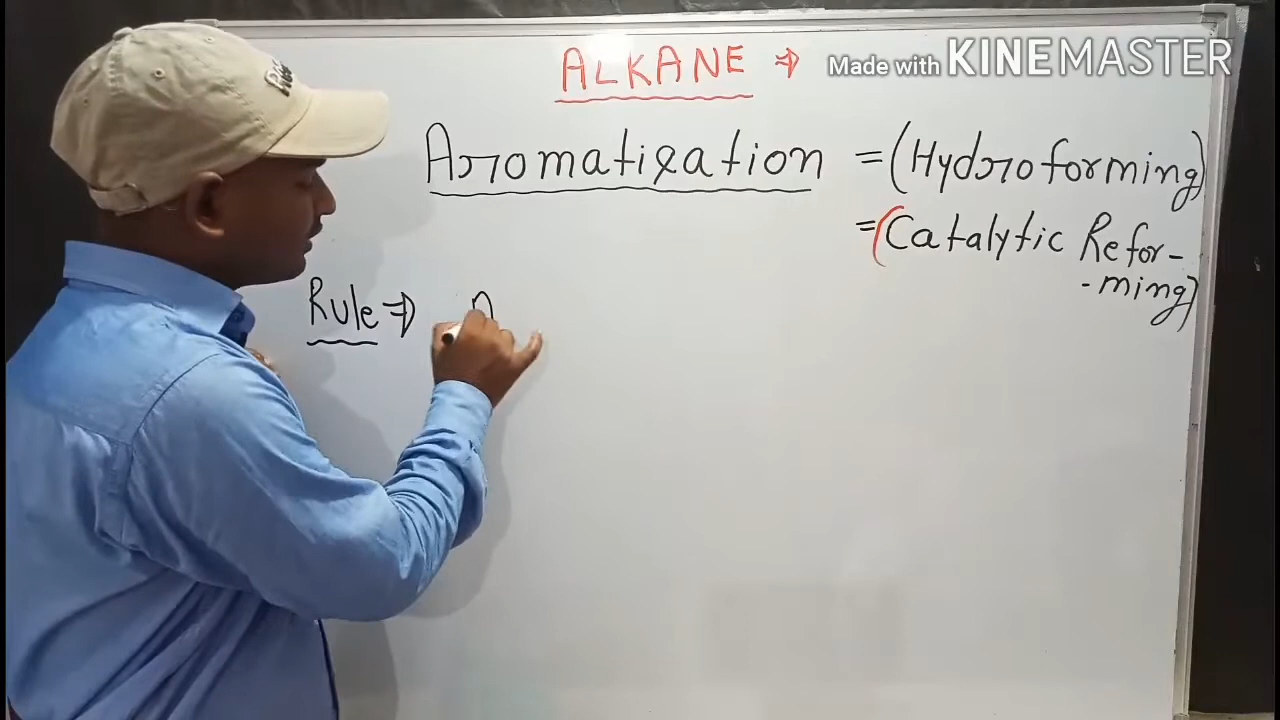 ALKANE ⇒
Made with KINEMASTER
Aromatization = (Hydroforming)
= (Catalytic Refor-
-ming)
Rule ⇒